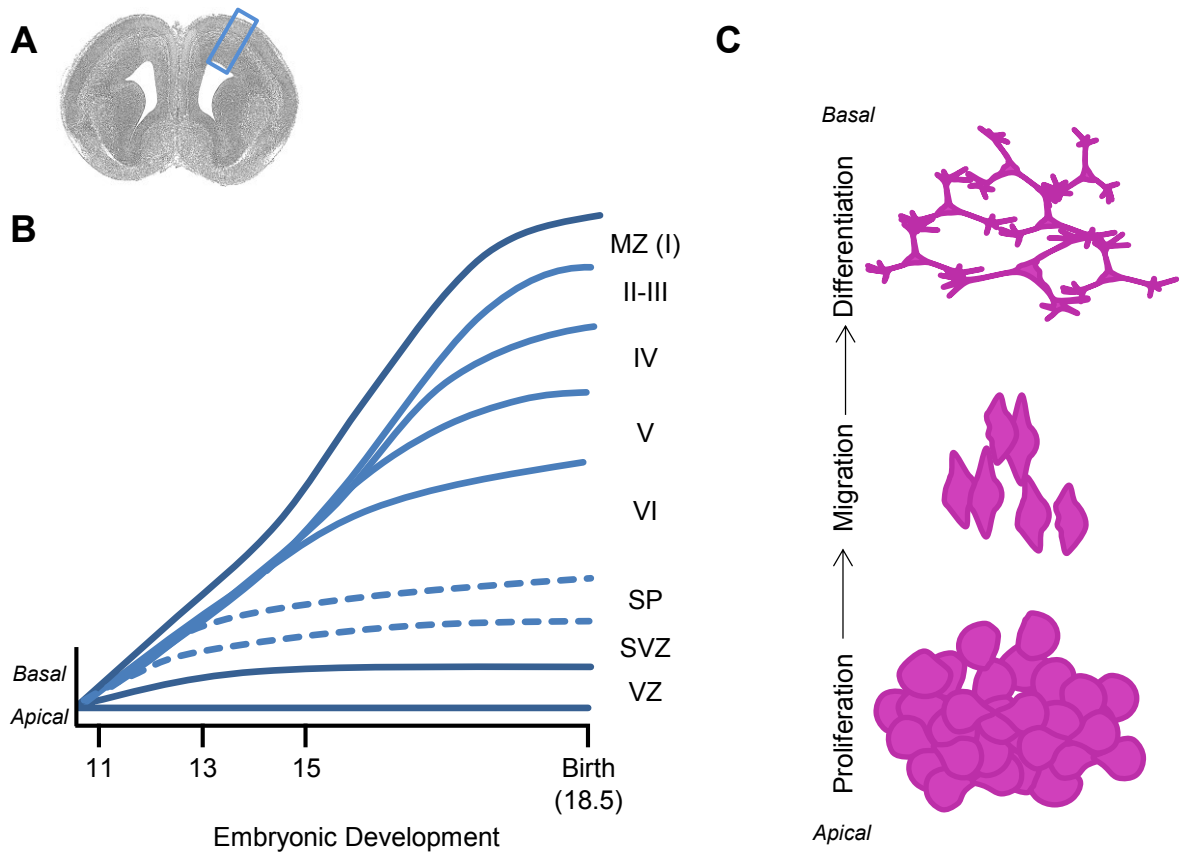 A
B
MZ (I)
II-III
IV
V
VI
SP
SVZ
VZ
Basal
Apical
11
13
15
Birth
(18.5)
Embryonic Development
C
Basal
Differentiation
Migration
Proliferation
Apical